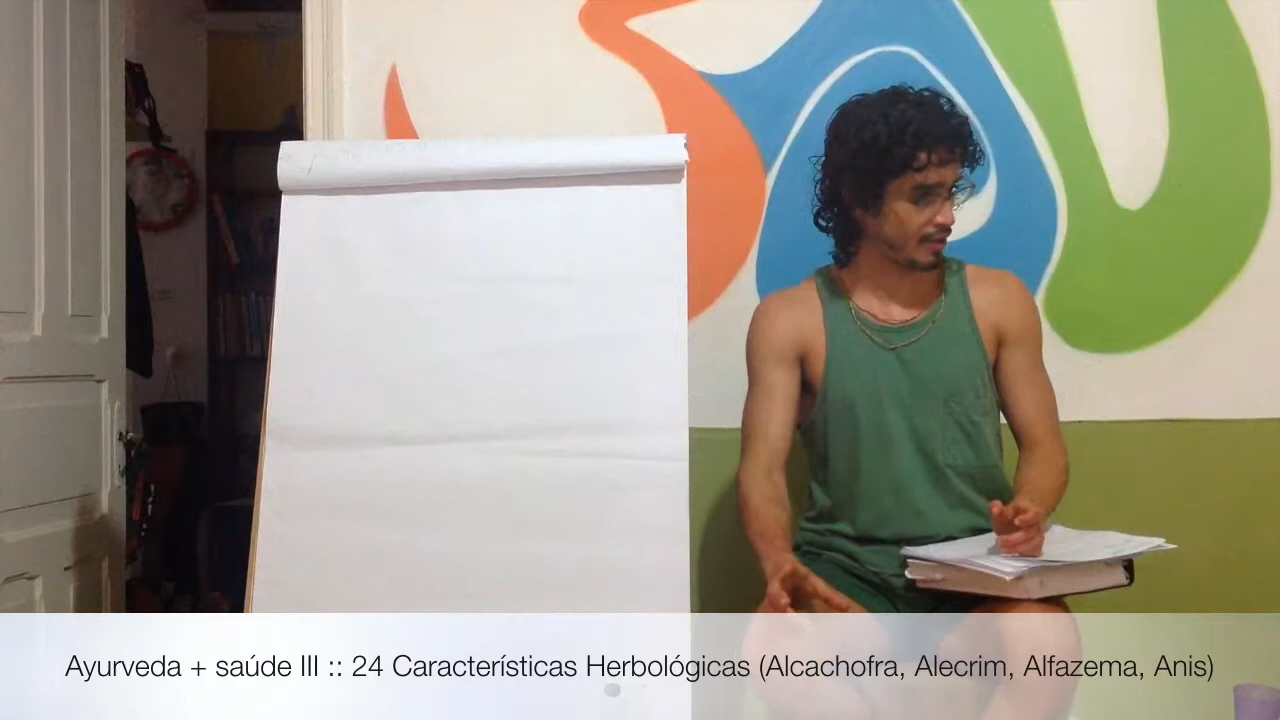 Ayurveda + saúde III :: 24 Características Herbológicas (Alcachofra, Alecrim, Alfazema, Anis)